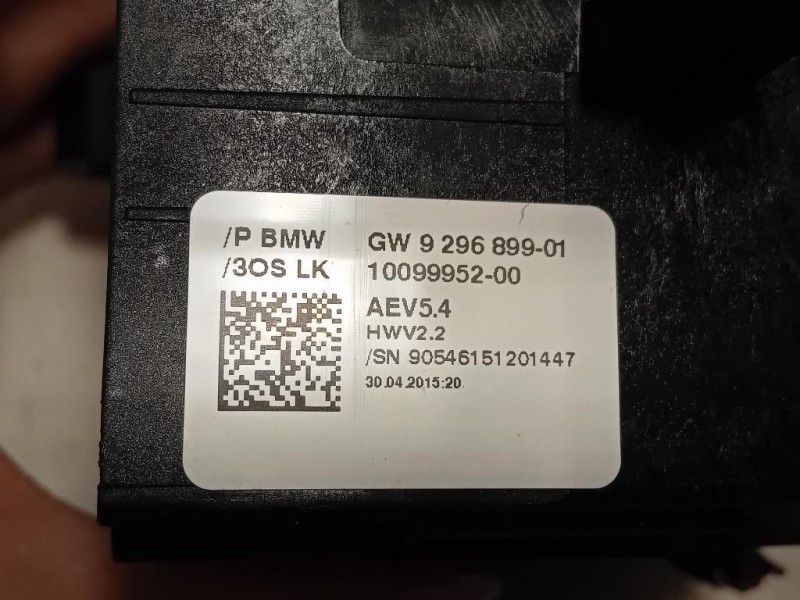 /P BMW GW 9 296 899-01
/3OS LK 10099952-00
AEV5.4
HWV2.2
/SN 90546151201447
30.04.2015:20